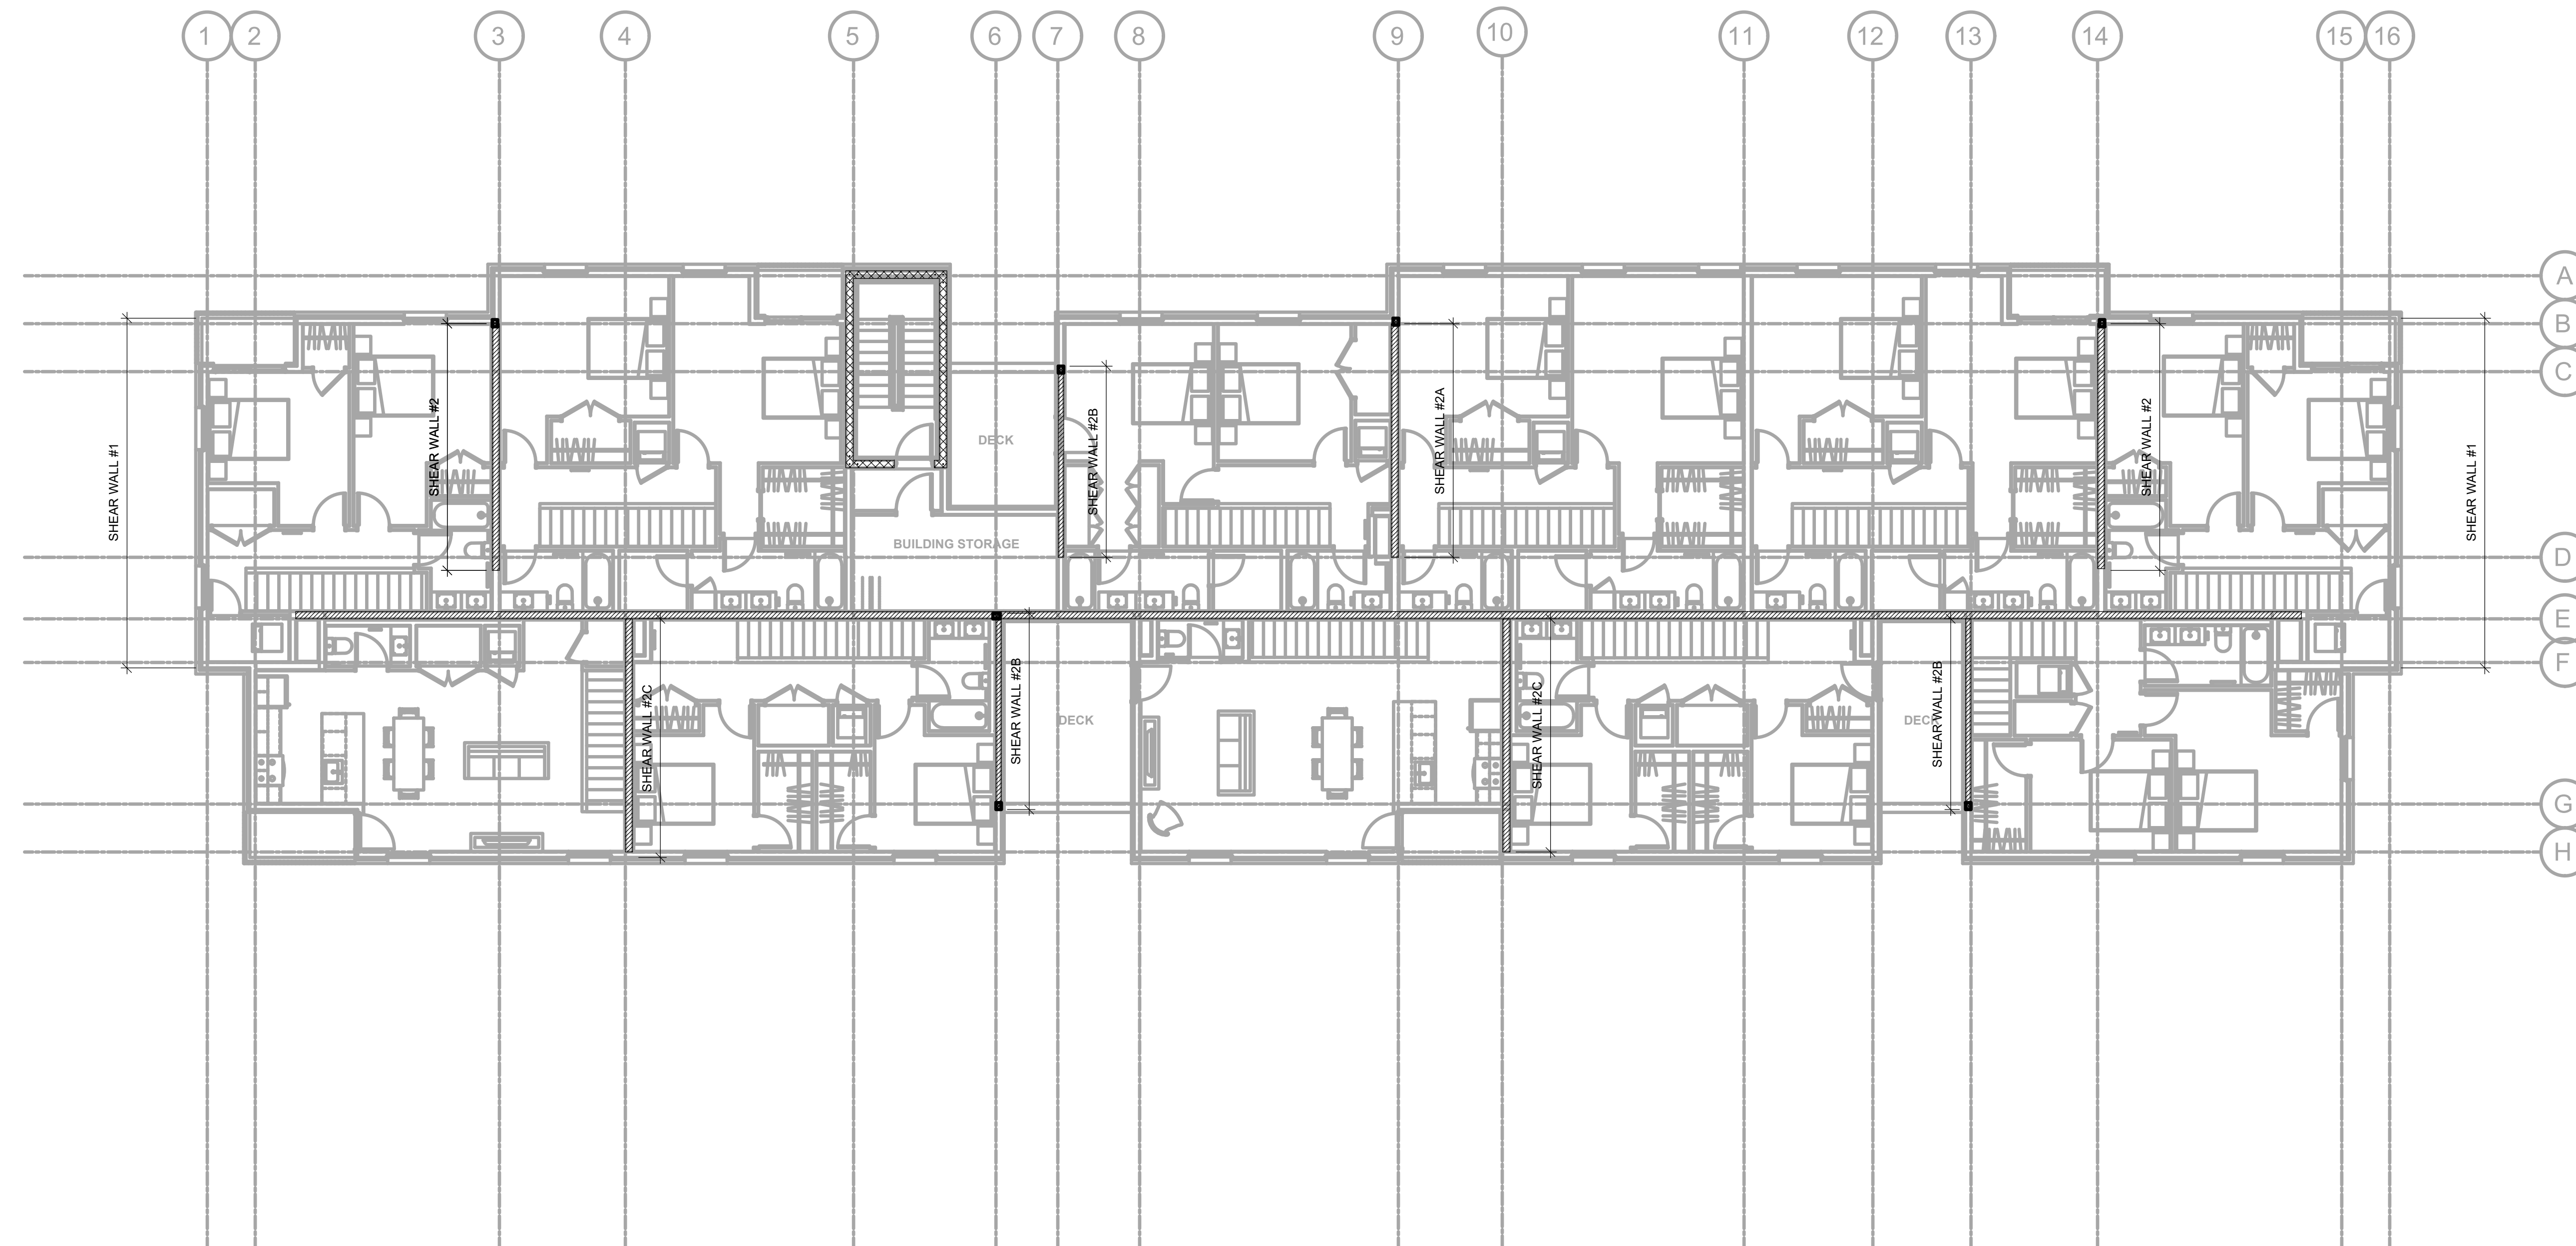 1
2
3
4
5
6
7
8
9
10
11
12
13
14
15
16
A
B
C
D
E
F
G
H
SHEAR WALL #1
SHEAR WALL #2
DECK
BUILDING STORAGE
SHEAR WALL #2B
SHEAR WALL #2A
SHEAR WALL #2
SHEAR WALL #1
SHEAR WALL #2C
SHEAR WALL #2B
DECK
SHEAR WALL #2C
DECK
SHEAR WALL #2B